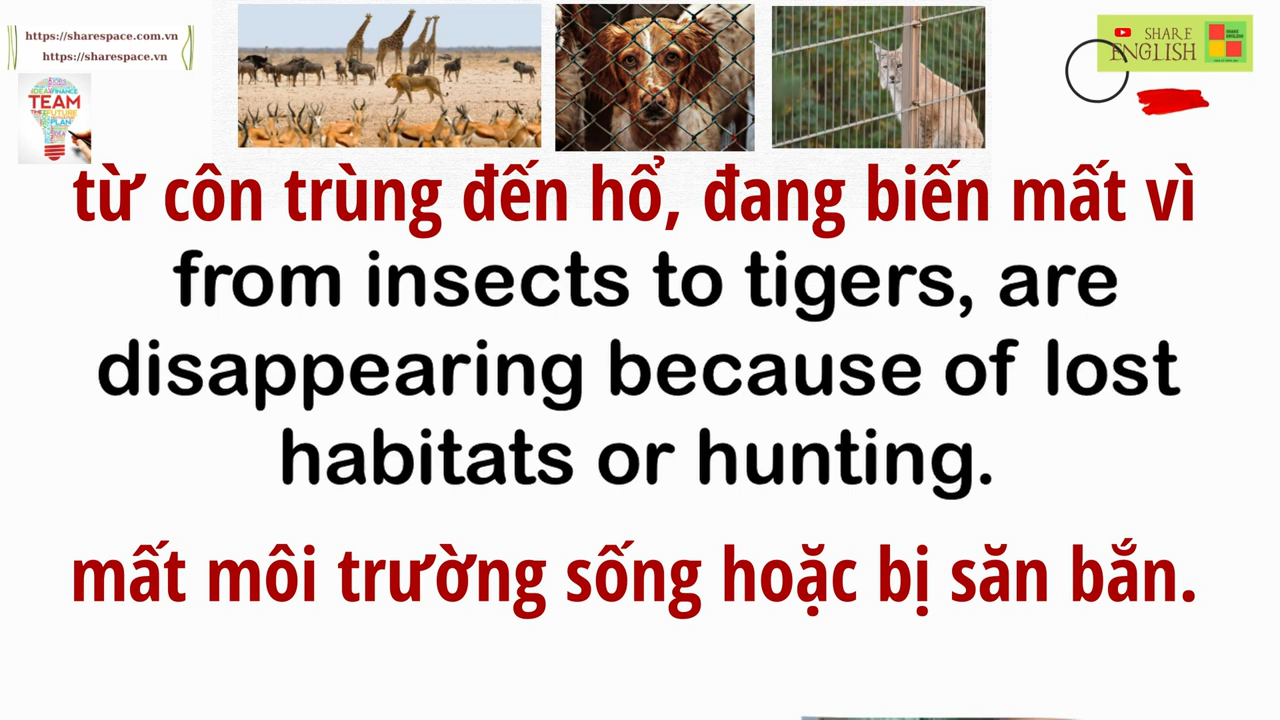 https://sharespace.com.vn
https://sharespace.vn
SHARE
ENGLISH
TEAM
FUTURE
PLAN
từ côn trùng đến hổ, đang biến mất vì
from insects to tigers, are
disappearing because of lost
habitats or hunting.
mất môi trường sống hoặc bị săn bắn.